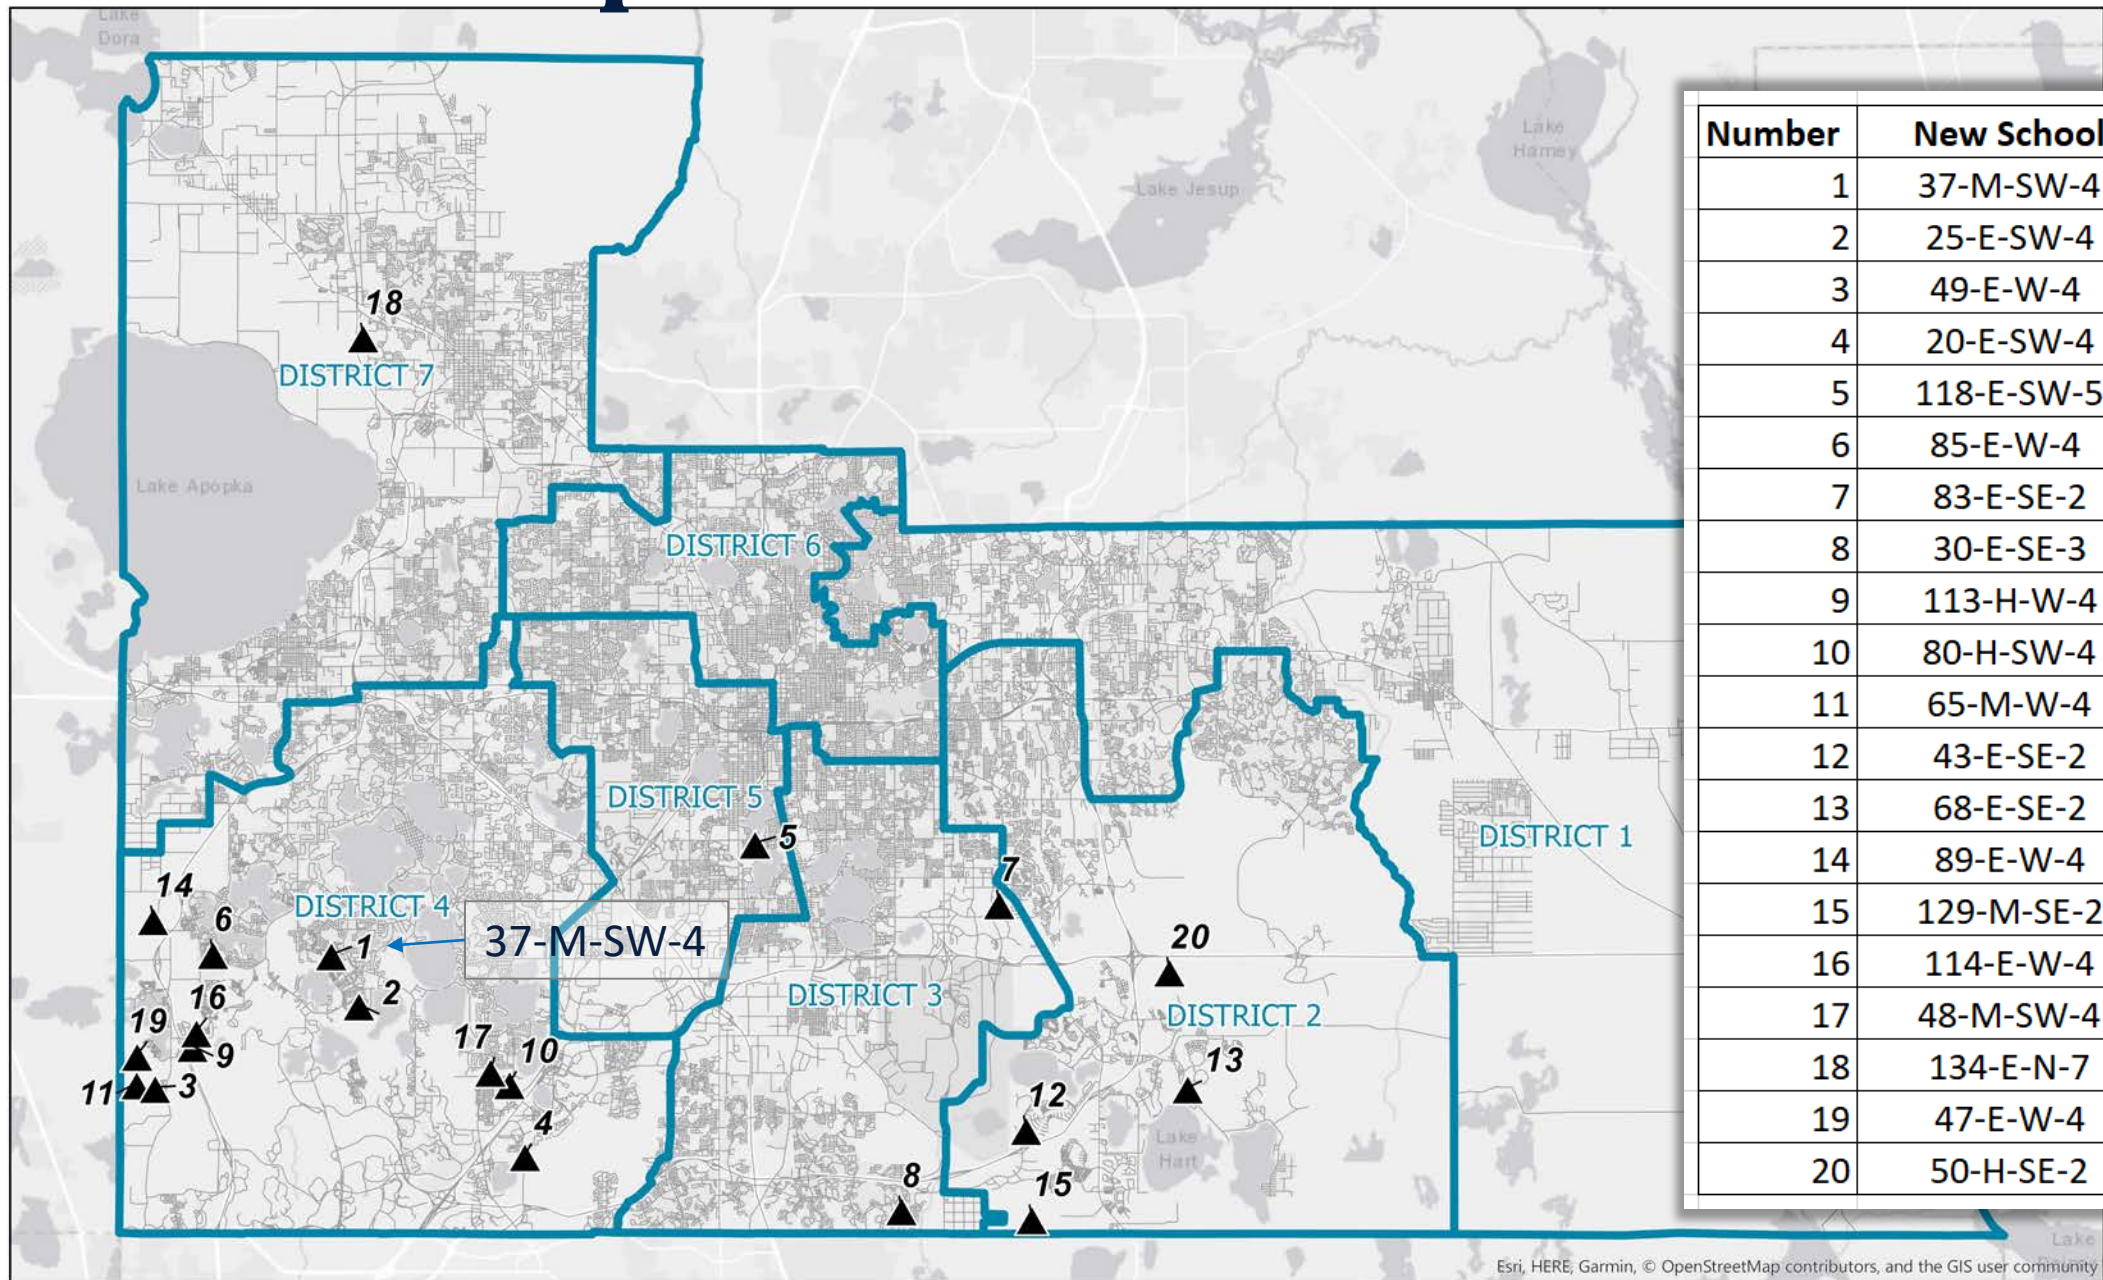 Lake
Dora
Lake
Harney
Lake Jesup
18
DISTRICT 7
Lake Apopka
DISTRICT 6
DISTRICT 5
5
DISTRICT 1
7
14
DISTRICT 4
6
1
37-M-SW-4
20
2
16
DISTRICT 3
DISTRICT 2
19
17
10
9
13
11
3
12
4
Lake
Hart
8
15
Number New School
1 37-M-SW-4
2 25-E-SW-4
3 49-E-W-4
4 20-E-SW-4
5 118-E-SW-5
6 85-E-W-4
7 83-E-SE-2
8 30-E-SE-3
9 113-H-W-4
10 80-H-SW-4
11 65-M-W-4
12 43-E-SE-2
13 68-E-SE-2
14 89-E-W-4
15 129-M-SE-2
16 114-E-W-4
17 48-M-SW-4
18 134-E-N-7
19 47-E-W-4
20 50-H-SE-2
Lake
Esri, HERE, Garmin, © OpenStreetMap contributors, and the GIS user community